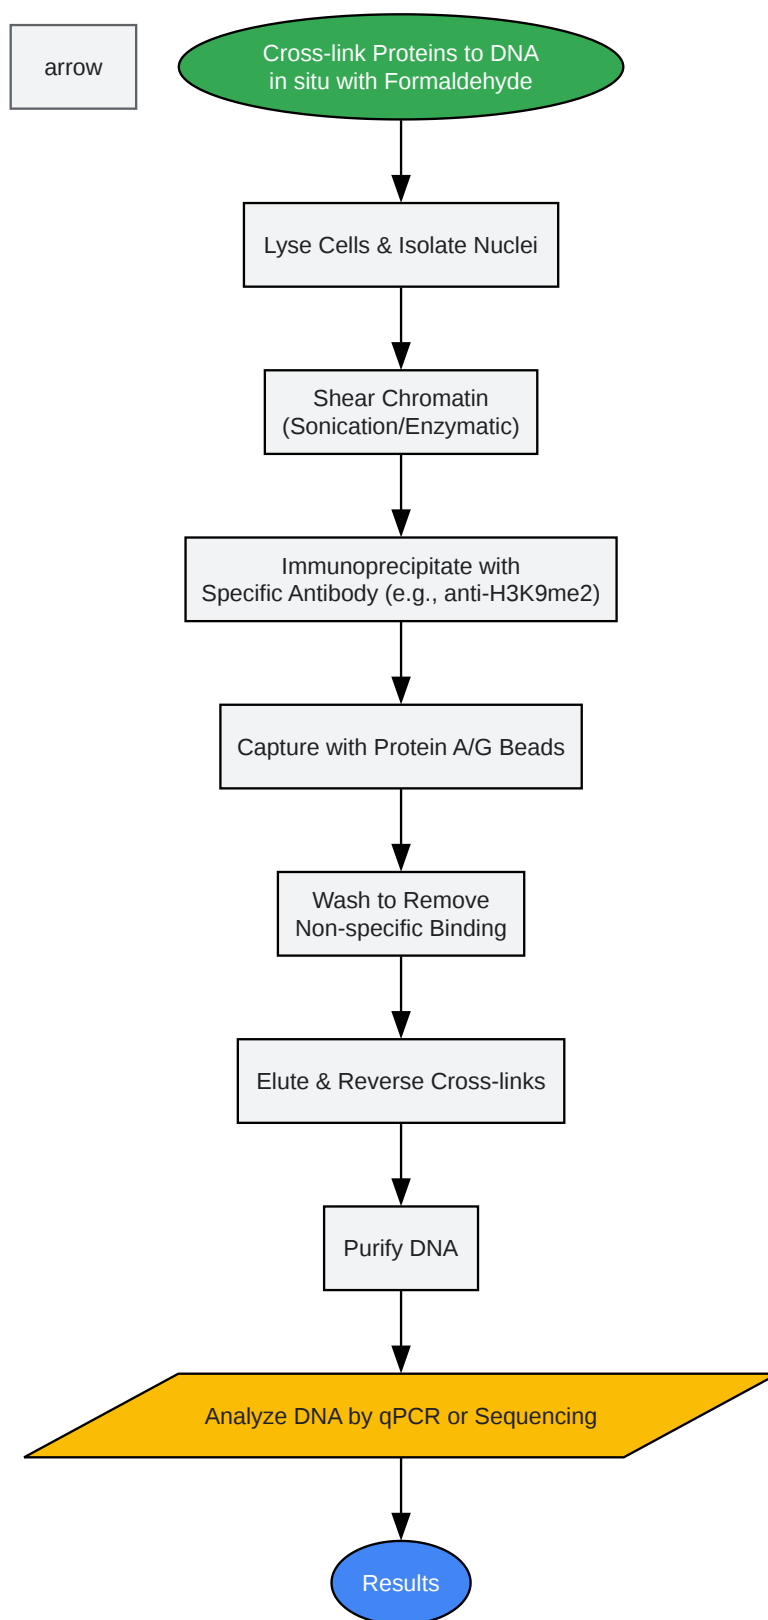 arrow
Cross-link Proteins to DNA
in situ with Formaldehyde
Lyse Cells & Isolate Nuclei
Shear Chromatin
(Sonication/Enzymatic)
Immunoprecipitate with
Specific Antibody (e.g., anti-H3K9me2)
Capture with Protein A/G Beads
Wash to Remove
Non-specific Binding
Elute & Reverse Cross-links
Purify DNA
Analyze DNA by qPCR or Sequencing
Results